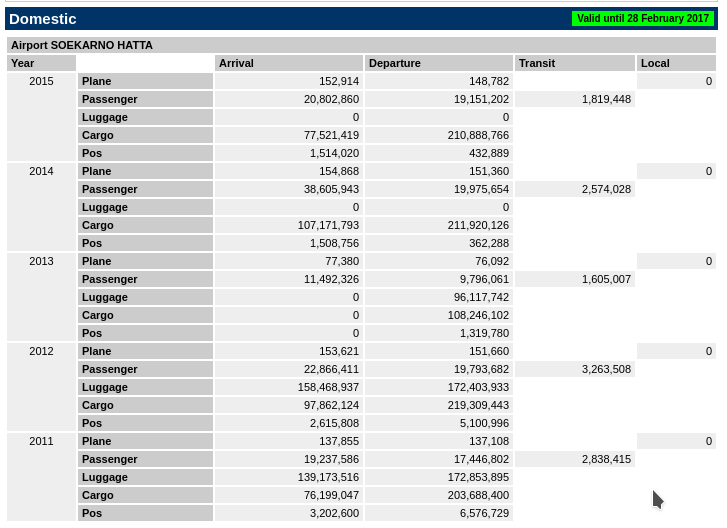 Domestic Valid until 28 February 2017
Airport SOEKARNO HATTA
Year Arrival Departure Transit Local
2015 Plane 152,914 148,782 0
Passenger 20,802,860 19,151,202 1,819,448
Luggage 0 0
Cargo 77,521,419 210,888,766
Pos 1,514,020 432,889
2014 Plane 154,868 151,360 0
Passenger 38,605,943 19,975,654 2,574,028
Luggage 0 0
Cargo 107,171,793 211,920,126
Pos 1,508,756 362,288
2013 Plane 77,380 76,092 0
Passenger 11,492,326 9,796,061 1,605,007
Luggage 0 96,117,742
Cargo 0 108,246,102
Pos 0 1,319,780
2012 Plane 153,621 151,660 0
Passenger 22,866,411 19,793,682 3,263,508
Luggage 158,468,937 172,403,933
Cargo 97,862,124 219,309,443
Pos 2,615,808 5,100,996
2011 Plane 137,855 137,108 0
Passenger 19,237,586 17,446,802 2,838,415
Luggage 139,173,516 172,853,895
Cargo 76,199,047 203,688,400
Pos 3,202,600 6,576,729